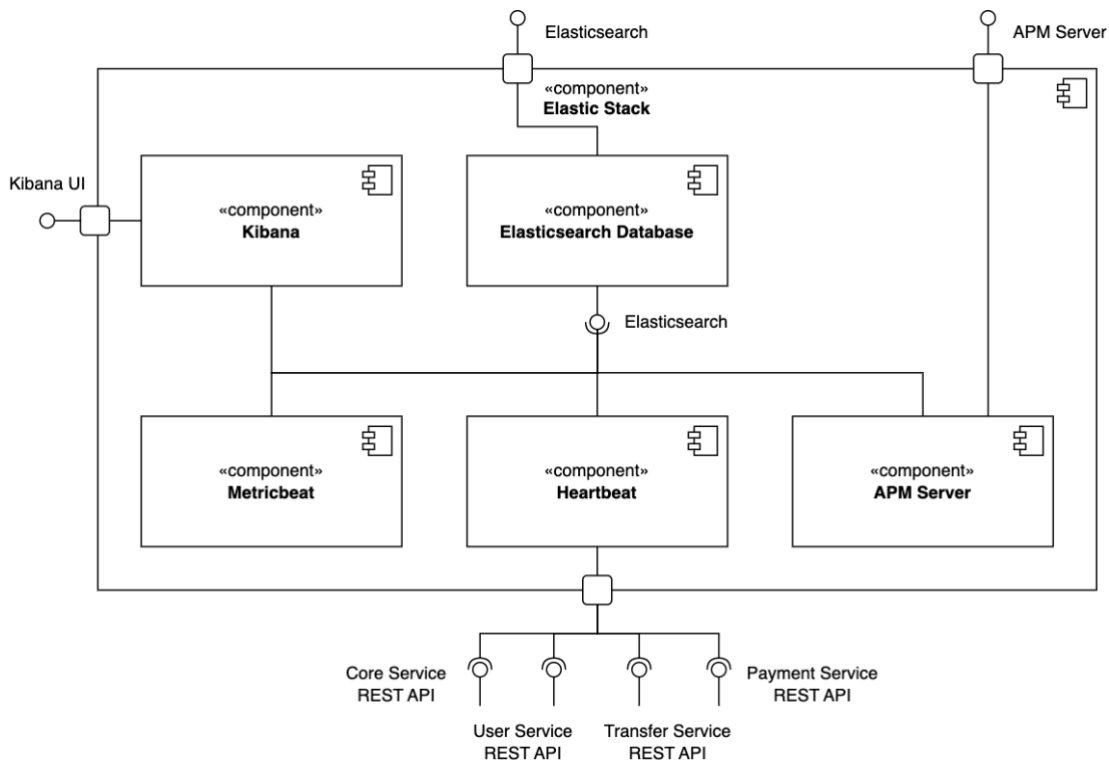 Elasticsearch
APM Server
«component»
Elastic Stack
Kibana UI
«component»
Kibana
«component»
Elasticsearch Database
Elasticsearch
«component»
Metricbeat
«component»
Heartbeat
«component»
APM Server
Core Service
REST API
Payment Service
REST API
User Service
REST API
Transfer Service
REST API